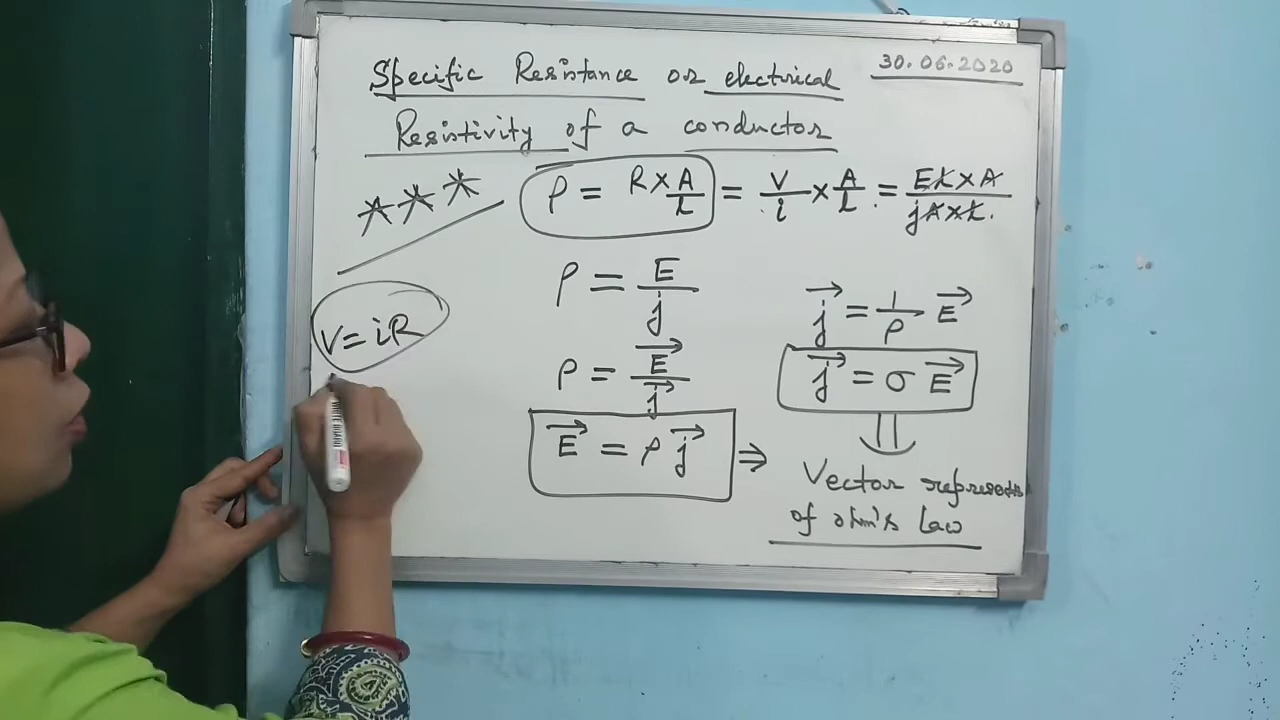 30.06.2020
Specific Resistance or electrical
Resistivity of a conductor
*** ρ = R × A/L = V/i × A/L = EL × A / jA × L
ρ = E/j
V = iR
j⃗ = 1/ρ E⃗
ρ = E⃗/j⃗
j⃗ = σ E⃗
E⃗ = ρ j⃗ ⇒
Vector represents
of ohm's law